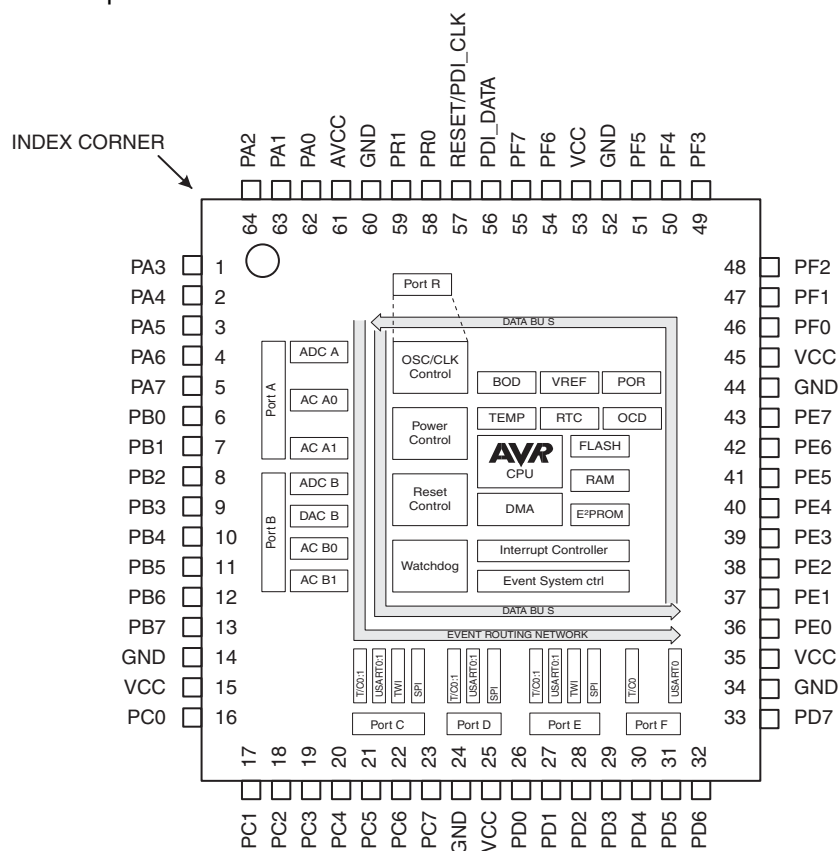 INDEX CORNER
PA2
PA1
PA0
AVCC
GND
PR1
PR0
RESET/PDI_CLK
PDI_DATA
PF7
PF6
VCC
GND
PF5
PF4
PF3
64
63
62
61
60
59
58
57
56
55
54
53
52
51
50
49
PA3 1
PA4 2
PA5 3
PA6 4
PA7 5
PB0 6
PB1 7
PB2 8
PB3 9
PB4 10
PB5 11
PB6 12
PB7 13
GND 14
VCC 15
PC0 16
48 PF2
47 PF1
46 PF0
45 VCC
44 GND
43 PE7
42 PE6
41 PE5
40 PE4
39 PE3
38 PE2
37 PE1
36 PE0
35 VCC
34 GND
33 PD7
Port R
DATA BU S
Port A
ADC A
AC A0
AC A1
Port B
ADC B
DAC B
AC B0
AC B1
OSC/CLK
Control
Power
Control
Reset
Control
Watchdog
BOD
VREF
POR
TEMP
RTC
OCD
AVR
CPU
FLASH
RAM
DMA
E²PROM
Interrupt Controller
Event System ctrl
DATA BU S
EVENT ROUTING NETWORK
T/C0:1
USART0:1
TWI
SPI
T/C0:1
USART0:1
SPI
T/C0:1
USART0:1
TWI
SPI
T/C0
USART0
Port C
Port D
Port E
Port F
17
18
19
20
21
22
23
24
25
26
27
28
29
30
31
32
PC1
PC2
PC3
PC4
PC5
PC6
PC7
GND
VCC
PD0
PD1
PD2
PD3
PD4
PD5
PD6